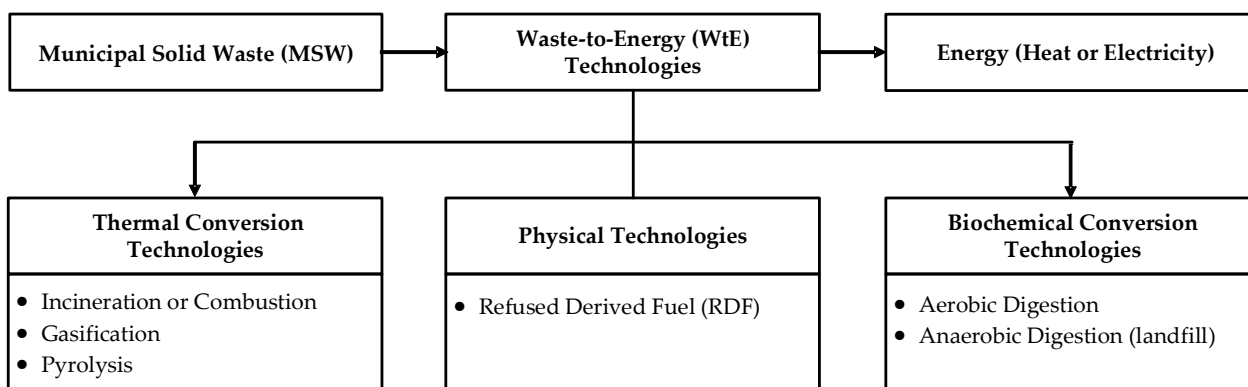 Municipal Solid Waste (MSW)
Waste-to-Energy (WtE)
Technologies
Energy (Heat or Electricity)
Thermal Conversion
Technologies
• Incineration or Combustion
• Gasification
• Pyrolysis
Physical Technologies
• Refused Derived Fuel (RDF)
Biochemical Conversion
Technologies
• Aerobic Digestion
• Anaerobic Digestion (landfill)